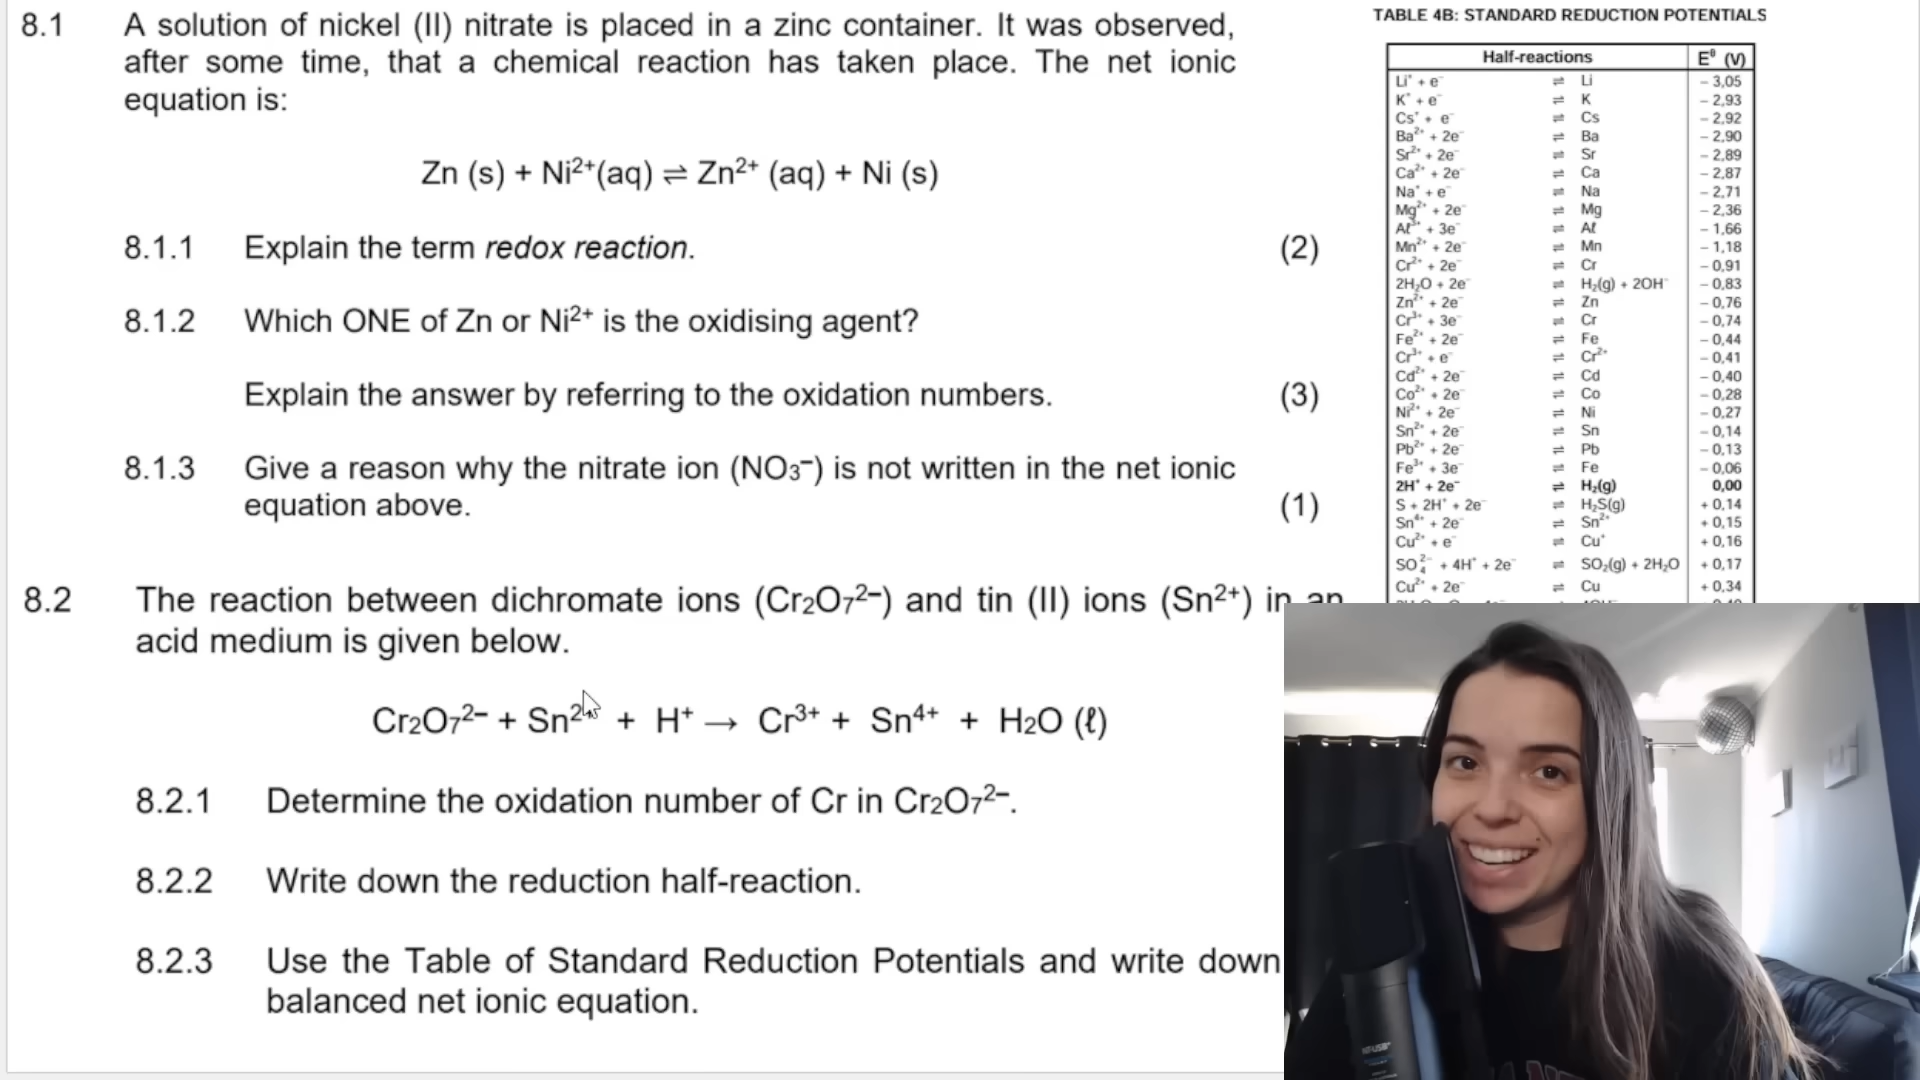 8.1 A solution of nickel (II) nitrate is placed in a zinc container. It was observed,
after some time, that a chemical reaction has taken place. The net ionic
equation is:
Zn (s) + Ni²⁺(aq) ⇌ Zn²⁺ (aq) + Ni (s)
8.1.1 Explain the term redox reaction. (2)
8.1.2 Which ONE of Zn or Ni²⁺ is the oxidising agent?
Explain the answer by referring to the oxidation numbers. (3)
8.1.3 Give a reason why the nitrate ion (NO₃⁻) is not written in the net ionic
equation above. (1)
8.2 The reaction between dichromate ions (Cr₂O₇²⁻) and tin (II) ions (Sn²⁺) in an
acid medium is given below.
Cr₂O₇²⁻ + Sn²⁺ + H⁺ → Cr³⁺ + Sn⁴⁺ + H₂O (ℓ)
8.2.1 Determine the oxidation number of Cr in Cr₂O₇²⁻.
8.2.2 Write down the reduction half-reaction.
8.2.3 Use the Table of Standard Reduction Potentials and write down
balanced net ionic equation.
TABLE 4B: STANDARD REDUCTION POTENTIALS
Half-reactions E⁰ (V)
Li⁺ + e⁻ ⇌ Li – 3,05
K⁺ + e⁻ ⇌ K – 2,93
Cs⁺ + e⁻ ⇌ Cs – 2,92
Ba²⁺ + 2e⁻ ⇌ Ba – 2,90
Sr²⁺ + 2e⁻ ⇌ Sr – 2,89
Ca²⁺ + 2e⁻ ⇌ Ca – 2,87
Na⁺ + e⁻ ⇌ Na – 2,71
Mg²⁺ + 2e⁻ ⇌ Mg – 2,36
Aℓ³⁺ + 3e⁻ ⇌ Aℓ – 1,66
Mn²⁺ + 2e⁻ ⇌ Mn – 1,18
Cr²⁺ + 2e⁻ ⇌ Cr – 0,91
2H₂O + 2e⁻ ⇌ H₂(g) + 2OH⁻ – 0,83
Zn²⁺ + 2e⁻ ⇌ Zn – 0,76
Cr³⁺ + 3e⁻ ⇌ Cr – 0,74
Fe²⁺ + 2e⁻ ⇌ Fe – 0,44
Cr³⁺ + e⁻ ⇌ Cr²⁺ – 0,41
Cd²⁺ + 2e⁻ ⇌ Cd – 0,40
Co²⁺ + 2e⁻ ⇌ Co – 0,28
Ni²⁺ + 2e⁻ ⇌ Ni – 0,27
Sn²⁺ + 2e⁻ ⇌ Sn – 0,14
Pb²⁺ + 2e⁻ ⇌ Pb – 0,13
Fe³⁺ + 3e⁻ ⇌ Fe – 0,06
2H⁺ + 2e⁻ ⇌ H₂(g) 0,00
S + 2H⁺ + 2e⁻ ⇌ H₂S(g) + 0,14
Sn⁴⁺ + 2e⁻ ⇌ Sn²⁺ + 0,15
Cu²⁺ + e⁻ ⇌ Cu⁺ + 0,16
SO₄²⁻ + 4H⁺ + 2e⁻ ⇌ SO₂(g) + 2H₂O + 0,17
Cu²⁺ + 2e⁻ ⇌ Cu + 0,34